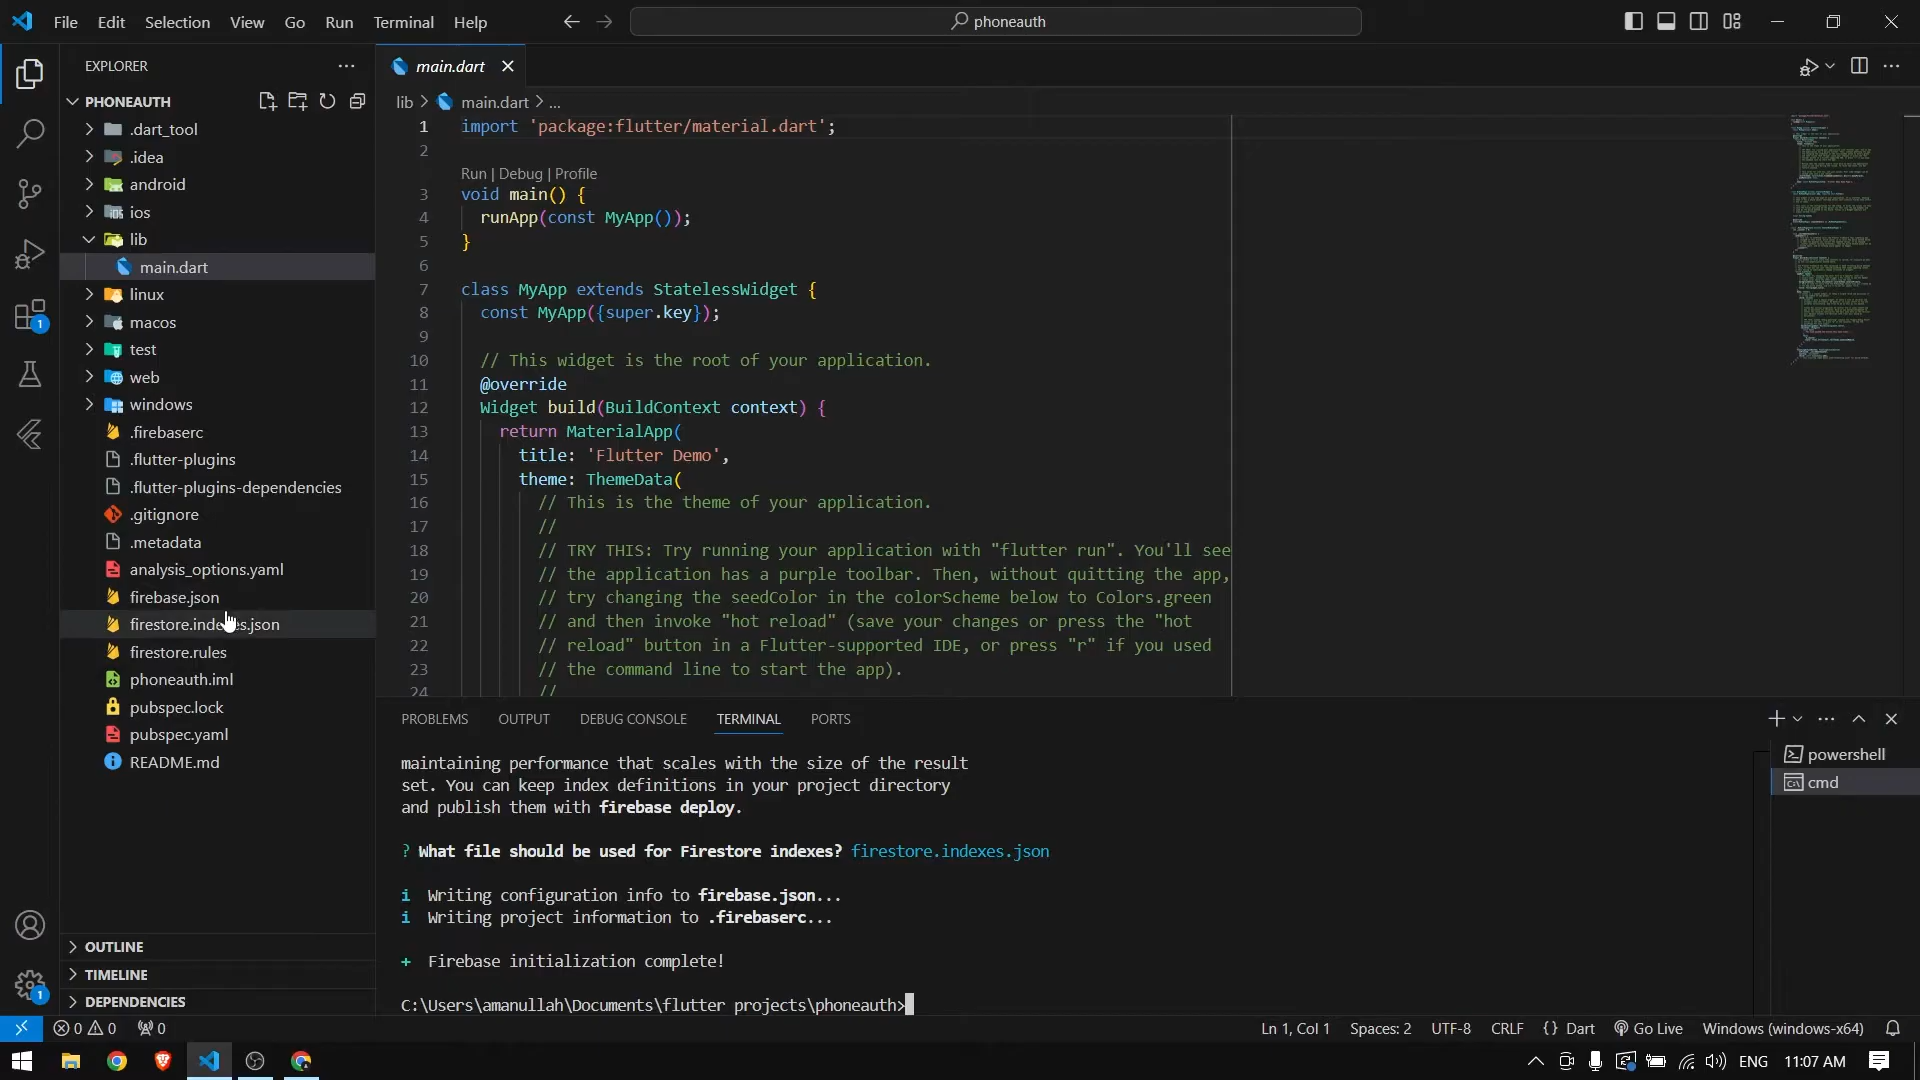 File Edit Selection View Go Run Terminal Help
phoneauth
EXPLORER
PHONEAUTH
.dart_tool
.idea
android
ios
lib
main.dart
linux
macos
test
web
windows
.firebaserc
.flutter-plugins
.flutter-plugins-dependencies
.gitignore
.metadata
analysis_options.yaml
firebase.json
firestore.indexes.json
firestore.rules
phoneauth.iml
pubspec.lock
pubspec.yaml
README.md
OUTLINE
TIMELINE
DEPENDENCIES
1
1
main.dart
lib > main.dart > ...
1 import 'package:flutter/material.dart';
2
Run | Debug | Profile
3 void main() {
4 runApp(const MyApp());
5 }
6
7 class MyApp extends StatelessWidget {
8 const MyApp({super.key});
9
10 // This widget is the root of your application.
11 @override
12 Widget build(BuildContext context) {
13 return MaterialApp(
14 title: 'Flutter Demo',
15 theme: ThemeData(
16 // This is the theme of your application.
17 //
18 // TRY THIS: Try running your application with "flutter run". You'll see
19 // the application has a purple toolbar. Then, without quitting the app,
20 // try changing the seedColor in the colorScheme below to Colors.green
21 // and then invoke "hot reload" (save your changes or press the "hot
22 // reload" button in a Flutter-supported IDE, or press "r" if you used
23 // the command line to start the app).
24 //
PROBLEMS OUTPUT DEBUG CONSOLE TERMINAL PORTS
maintaining performance that scales with the size of the result
set. You can keep index definitions in your project directory
and publish them with firebase deploy.
? What file should be used for Firestore indexes? firestore.indexes.json
i Writing configuration info to firebase.json...
i Writing project information to .firebaserc...
+ Firebase initialization complete!
C:\Users\amanullah\Documents\flutter projects\phoneauth>
powershell
cmd
0 0 0
Ln 1, Col 1 Spaces: 2 UTF-8 CRLF {} Dart Go Live Windows (windows-x64)
ENG 11:07 AM